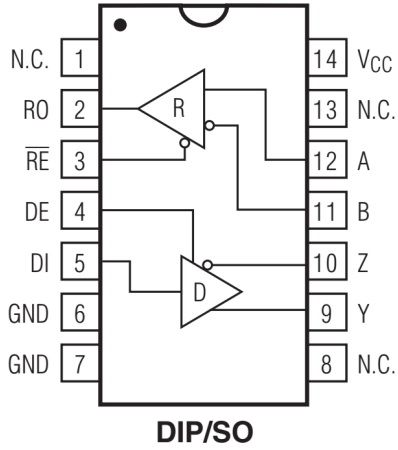 N.C. 1 14 VCC
RO 2 R 13 N.C.
R̅E̅ 3 12 A
DE 4 11 B
DI 5 10 Z
GND 6 D 9 Y
GND 7 8 N.C.
DIP/SO